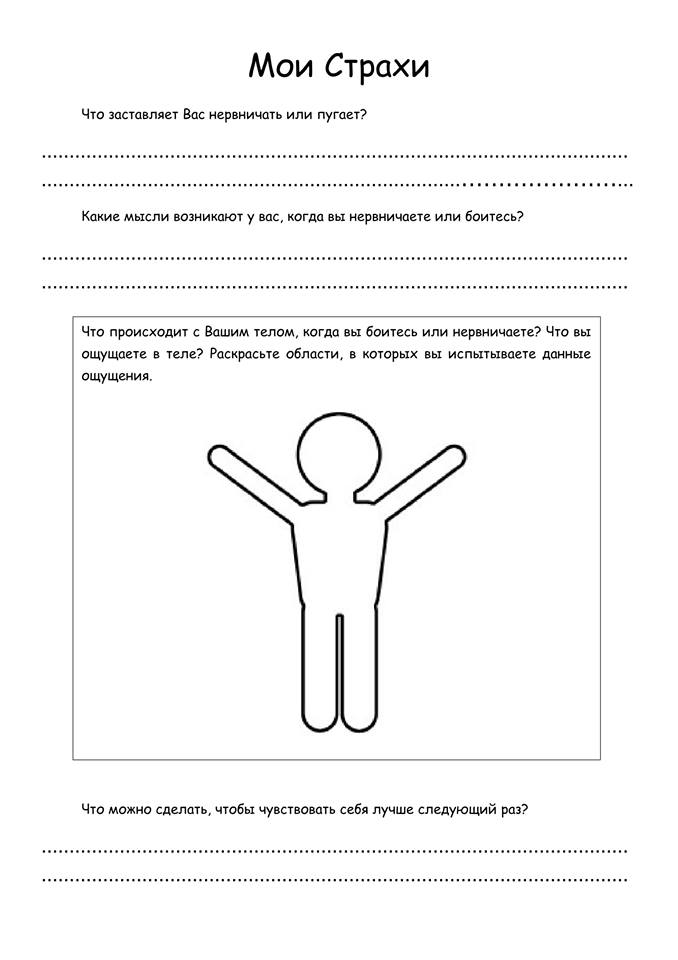 Мои Страхи
Что заставляет Вас нервничать или пугает?
Какие мысли возникают у вас, когда вы нервничаете или боитесь?
Что происходит с Вашим телом, когда вы боитесь или нервничаете? Что вы
ощущаете в теле? Раскрасьте области, в которых вы испытываете данные
ощущения.
Что можно сделать, чтобы чувствовать себя лучше следующий раз?